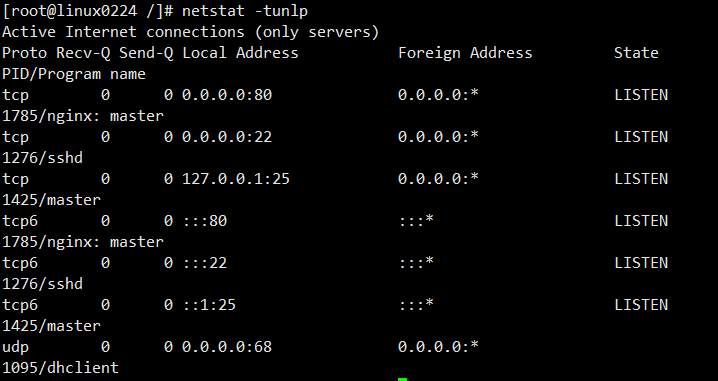 [root@linux0224 /]# netstat -tunlp
Active Internet connections (only servers)
Proto Recv-Q Send-Q Local Address           Foreign Address         State
PID/Program name
tcp        0      0 0.0.0.0:80              0.0.0.0:*               LISTEN
1785/nginx: master
tcp        0      0 0.0.0.0:22              0.0.0.0:*               LISTEN
1276/sshd
tcp        0      0 127.0.0.1:25            0.0.0.0:*               LISTEN
1425/master
tcp6       0      0 :::80                   :::*                    LISTEN
1785/nginx: master
tcp6       0      0 :::22                   :::*                    LISTEN
1276/sshd
tcp6       0      0 ::1:25                  :::*                    LISTEN
1425/master
udp        0      0 0.0.0.0:68              0.0.0.0:*
1095/dhclient